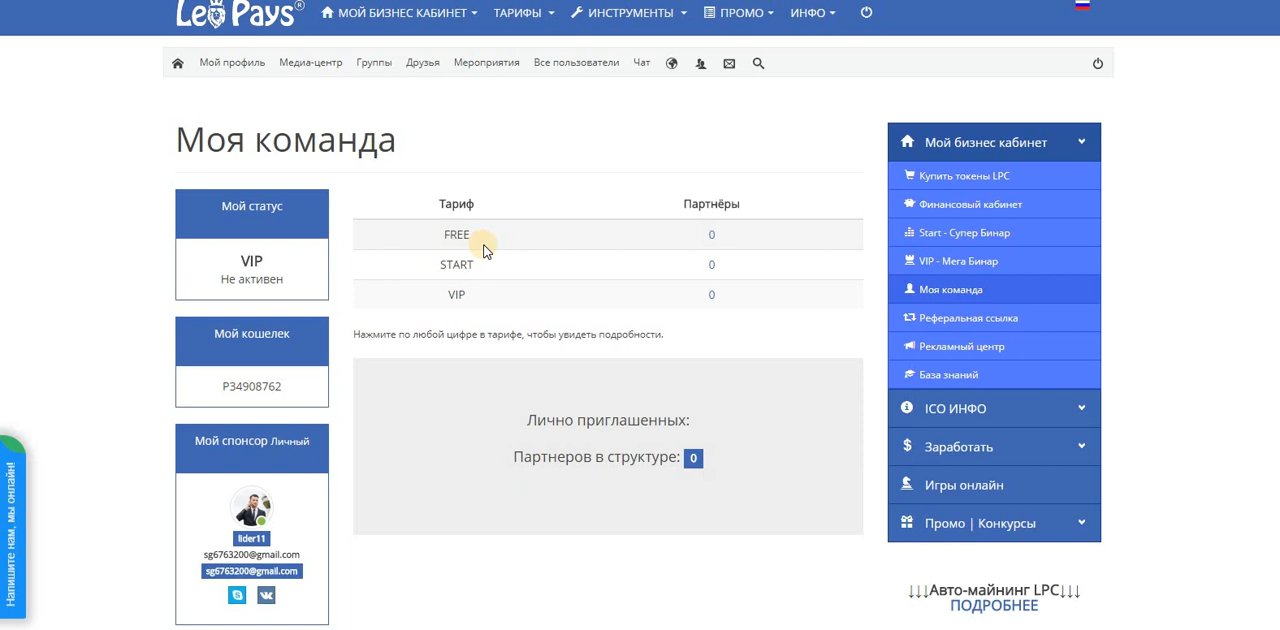 LeoPays®
МОЙ БИЗНЕС КАБИНЕТ ТАРИФЫ ИНСТРУМЕНТЫ ПРОМО ИНФО
Мой профиль Медиа-центр Группы Друзья Мероприятия Все пользователи Чат
Моя команда
Мой статус
VIP
Не активен
Мой кошелек
P34908762
Мой спонсор Личный
lider11
sg6763200@gmail.com
sg6763200@gmail.com
Тариф Партнёры
FREE 0
START 0
VIP 0
Нажмите по любой цифре в тарифе, чтобы увидеть подробности.
Лично приглашенных:
Партнеров в структуре: 0
Мой бизнес кабинет
Купить токены LPC
Финансовый кабинет
Start - Супер Бинар
VIP - Мега Бинар
Моя команда
Реферальная ссылка
Рекламный центр
База знаний
ICO ИНФО
Заработать
Игры онлайн
Промо | Конкурсы
↓↓↓Авто-майнинг LPC↓↓↓
ПОДРОБНЕЕ
Напишите нам, мы онлайн!